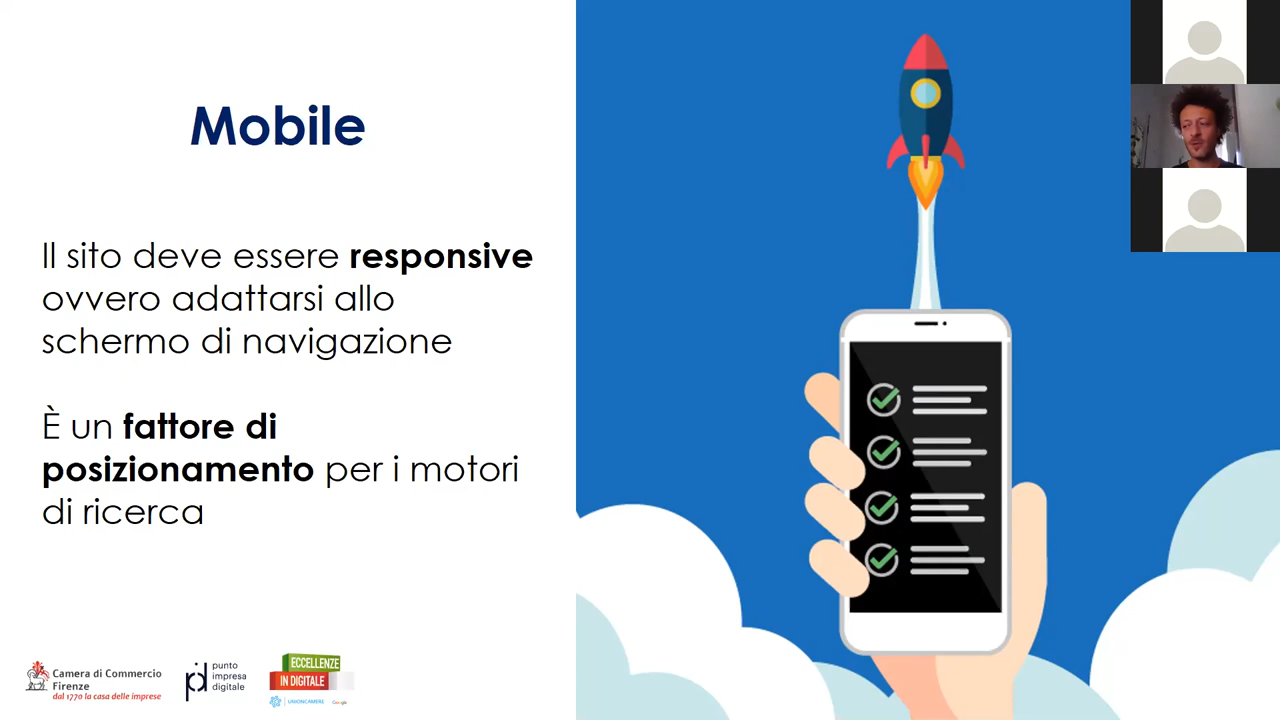 Mobile
Il sito deve essere responsive
ovvero adattarsi allo
schermo di navigazione
È un fattore di
posizionamento per i motori
di ricerca
Camera di Commercio
Firenze
dal 1770 la casa delle imprese
pid
punto
impresa
digitale
ECCELLENZE
IN DIGITALE
UNIONCAMERE
Google